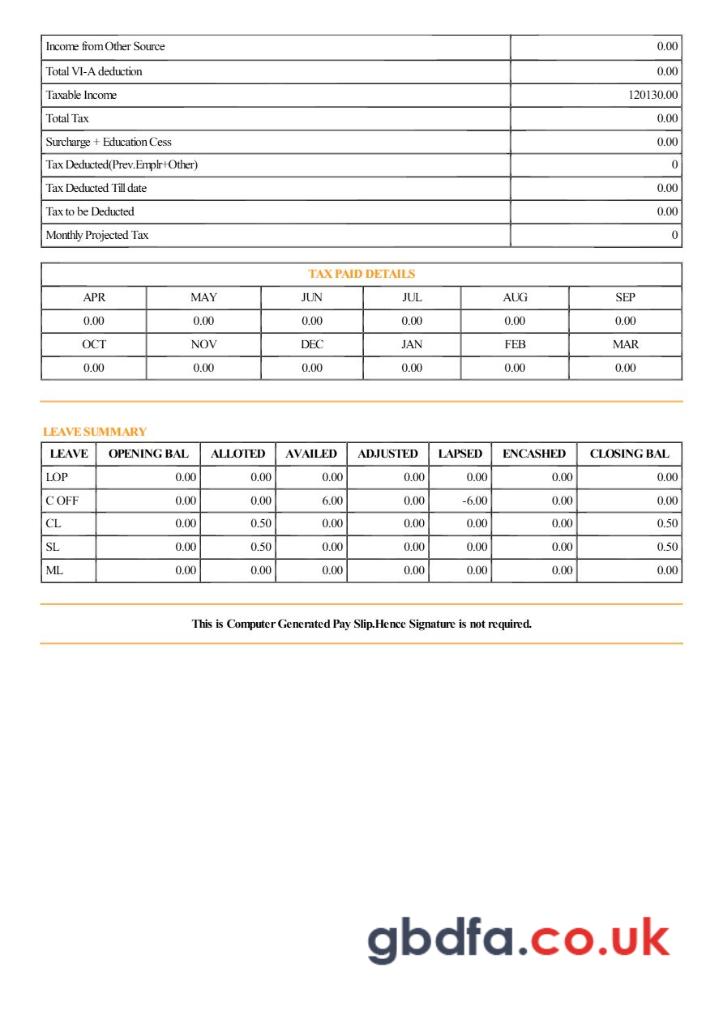 Income from Other Source 0.00
Total VI-A deduction 0.00
Taxable Income 120130.00
Total Tax 0.00
Surcharge + Education Cess 0.00
Tax Deducted(Prev.Emplr+Other) 0
Tax Deducted Till date 0.00
Tax to be Deducted 0.00
Monthly Projected Tax 0
TAX PAID DETAILS
APR MAY JUN JUL AUG SEP
0.00 0.00 0.00 0.00 0.00 0.00
OCT NOV DEC JAN FEB MAR
0.00 0.00 0.00 0.00 0.00 0.00
LEAVE SUMMARY
LEAVE OPENING BAL ALLOTED AVAILED ADJUSTED LAPSED ENCASHED CLOSING BAL
LOP 0.00 0.00 0.00 0.00 0.00 0.00 0.00
C OFF 0.00 0.00 6.00 0.00 -6.00 0.00 0.00
CL 0.00 0.50 0.00 0.00 0.00 0.00 0.50
SL 0.00 0.50 0.00 0.00 0.00 0.00 0.50
ML 0.00 0.00 0.00 0.00 0.00 0.00 0.00
This is Computer Generated Pay Slip.Hence Signature is not required.
gbdfa.co.uk